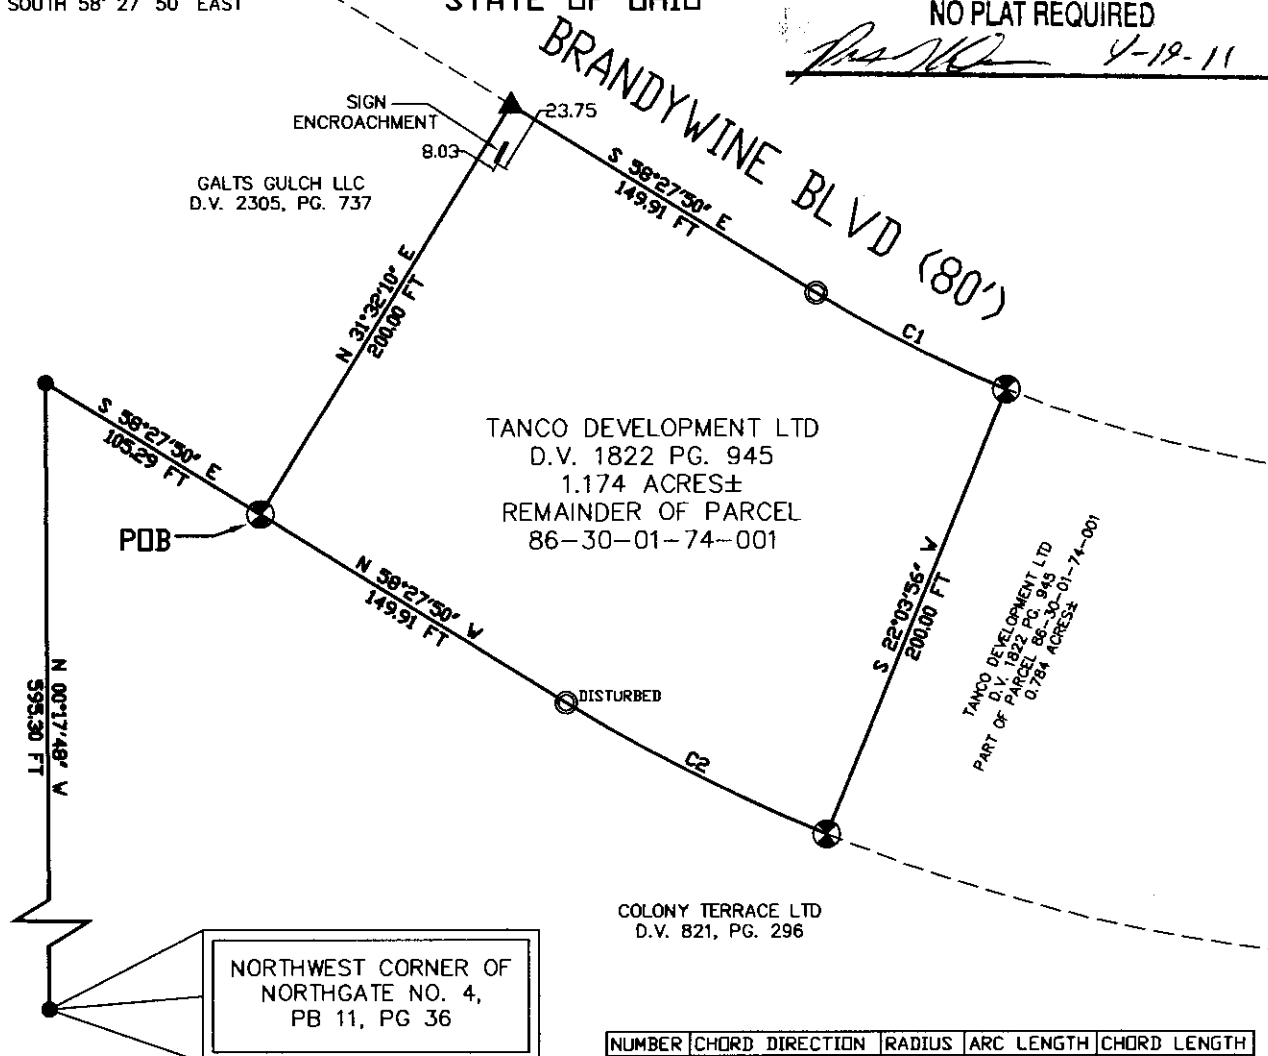 SOUTH 58° 27' 50" EAST
STATE OF OHIO
NO PLAT REQUIRED
4-19-11
BRANDYWINE BLVD (80')
SIGN
ENCROACHMENT
23.75
8.03
GALTS GULCH LLC
D.V. 2305, PG. 737
S 58°27'50" E
149.91 FT
N 31°32'10" E
200.00 FT
C1
S 58°27'50" E
105.29 FT
TANCO DEVELOPMENT LTD
D.V. 1822 PG. 945
1.174 ACRES±
REMAINDER OF PARCEL
86-30-01-74-001
POB
N 58°27'50" W
149.91 FT
S 22°03'56" W
200.00 FT
TANCO DEVELOPMENT LTD
D.V. 1822 PG. 945
PART OF PARCEL 86-30-01-74-001
0.784 ACRES±
N 00°17'48" W
595.30 FT
DISTURBED
C2
COLONY TERRACE LTD
D.V. 821, PG. 296
NORTHWEST CORNER OF
NORTHGATE NO. 4,
PB 11, PG 36
NUMBER CHORD DIRECTION RADIUS ARC LENGTH CHORD LENGTH